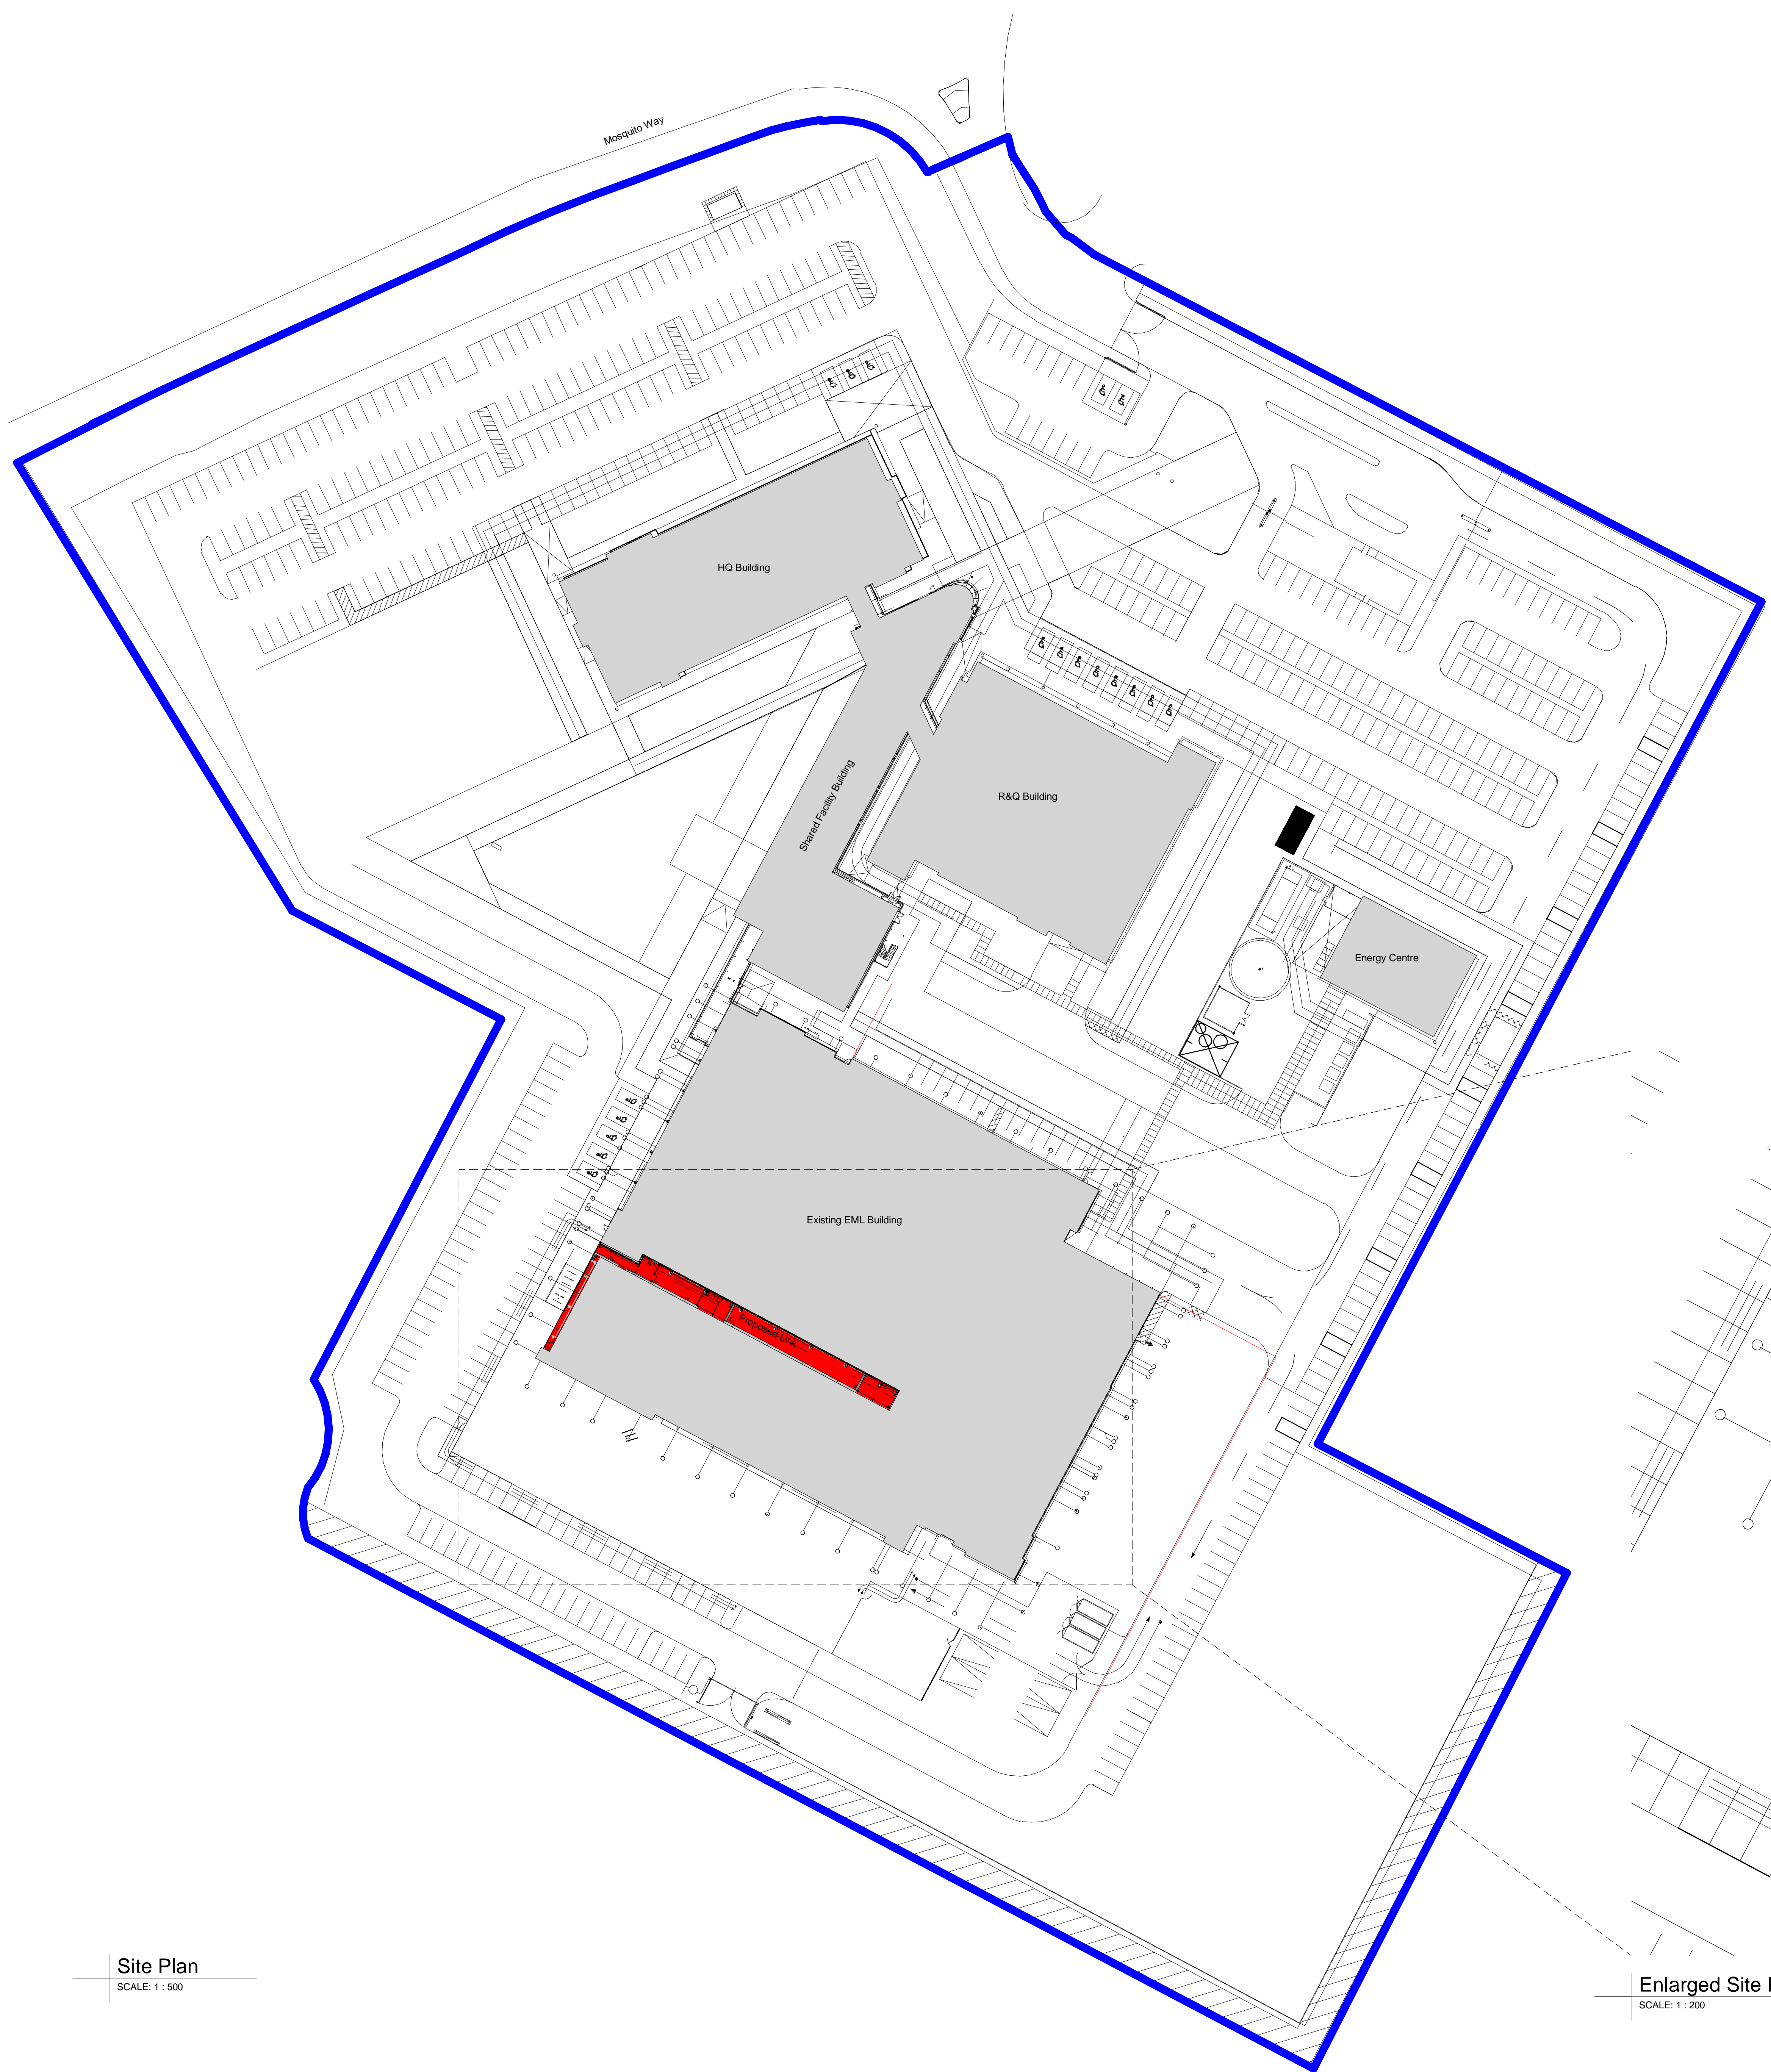 Mosquito Way
HQ Building
Shared Facility Building
R&Q Building
Energy Centre
Existing EML Building
Proposed Link
Site Plan
SCALE: 1 : 500
Enlarged Site
SCALE: 1 : 200